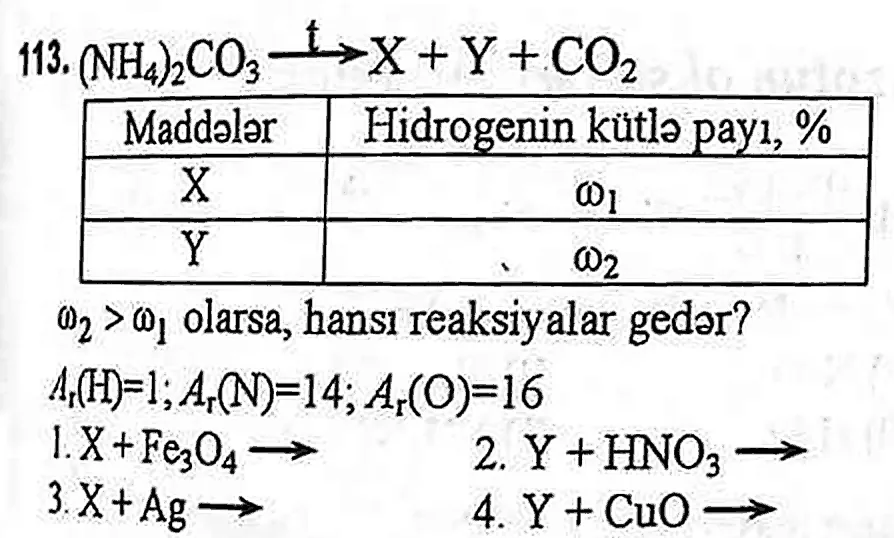 113. (NH₄)₂CO₃ —t→ X + Y + CO₂
Maddələr Hidrogenin kütlə payı, %
X ω₁
Y ω₂
ω₂ > ω₁ olarsa, hansı reaksiyalar gedər?
Aᵣ(H)=1; Aᵣ(N)=14; Aᵣ(O)=16
1. X + Fe₃O₄ → 2. Y + HNO₃ →
3. X + Ag → 4. Y + CuO →